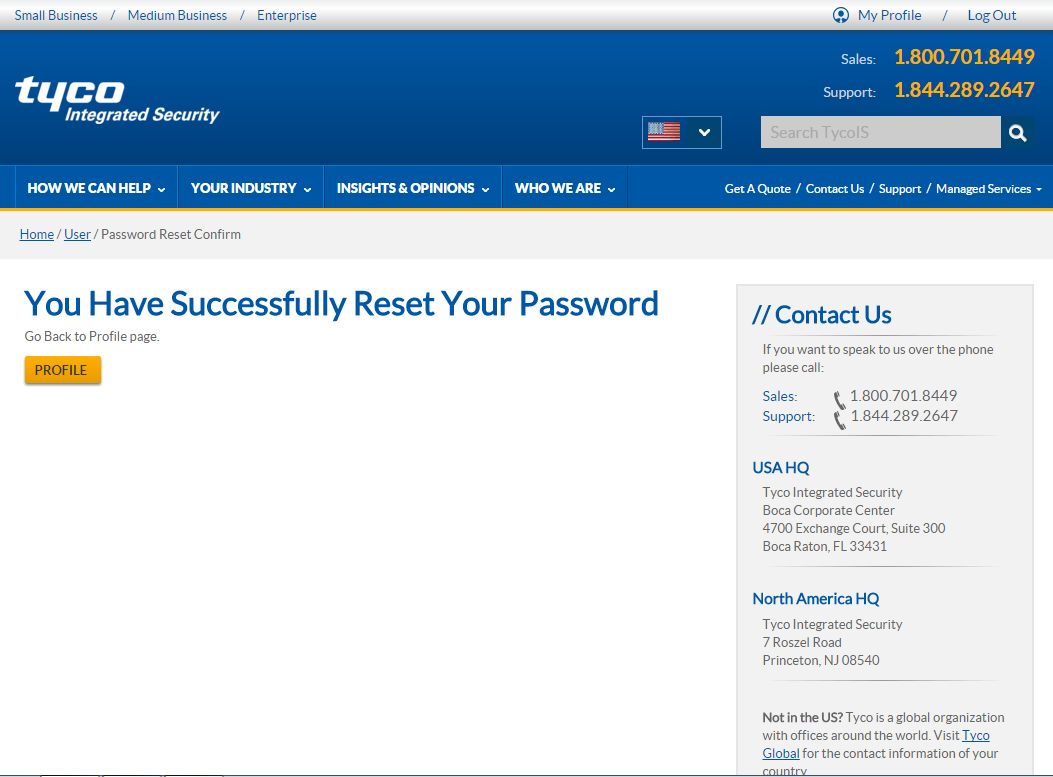 Small Business / Medium Business / Enterprise
My Profile / Log Out
Sales: 1.800.701.8449
Support: 1.844.289.2647
tyco
Integrated Security
Search TycoIS
HOW WE CAN HELP YOUR INDUSTRY INSIGHTS & OPINIONS WHO WE ARE
Get A Quote / Contact Us / Support / Managed Services
Home / User / Password Reset Confirm
You Have Successfully Reset Your Password
Go Back to Profile page.
PROFILE
// Contact Us
If you want to speak to us over the phone
please call:
Sales: 1.800.701.8449
Support: 1.844.289.2647
USA HQ
Tyco Integrated Security
Boca Corporate Center
4700 Exchange Court, Suite 300
Boca Raton, FL 33431
North America HQ
Tyco Integrated Security
7 Roszel Road
Princeton, NJ 08540
Not in the US? Tyco is a global organization
with offices around the world. Visit Tyco
Global for the contact information of your
country